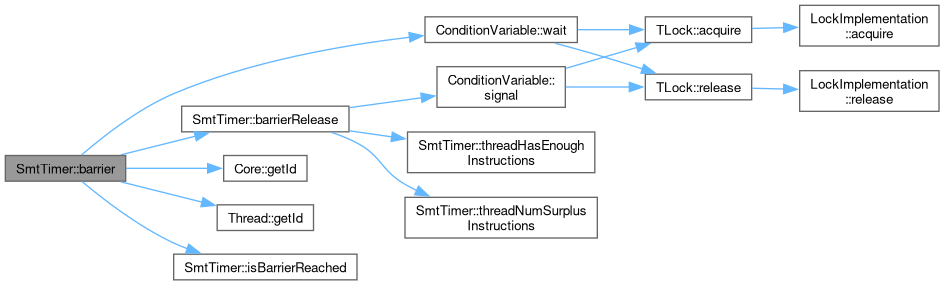 SmtTimer::barrier
ConditionVariable::wait
SmtTimer::barrierRelease
Core::getId
Thread::getId
SmtTimer::isBarrierReached
ConditionVariable::
signal
SmtTimer::threadHasEnough
Instructions
SmtTimer::threadNumSurplus
Instructions
TLock::acquire
TLock::release
LockImplementation
::acquire
LockImplementation
::release